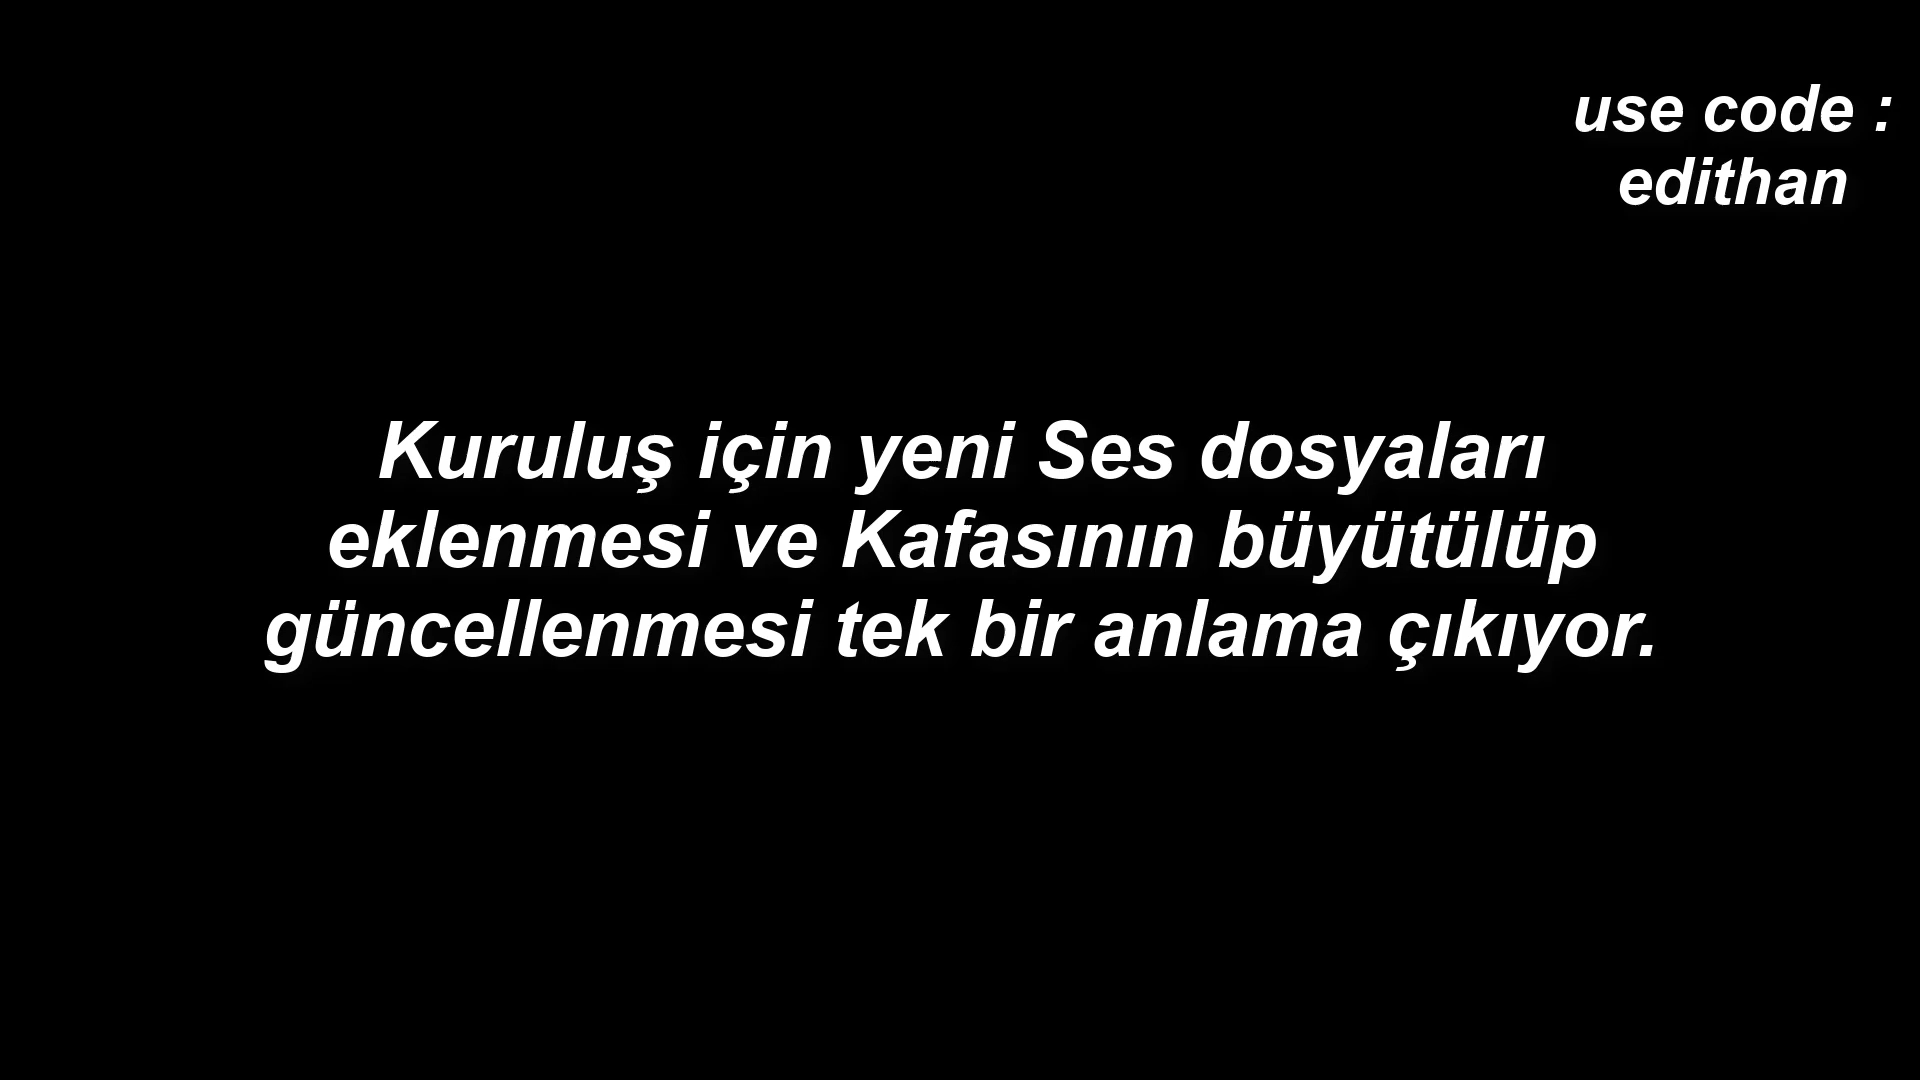 use code :
edithan
Kuruluş için yeni Ses dosyaları
eklenmesi ve Kafasının büyütülüp
güncellenmesi tek bir anlama çıkıyor.